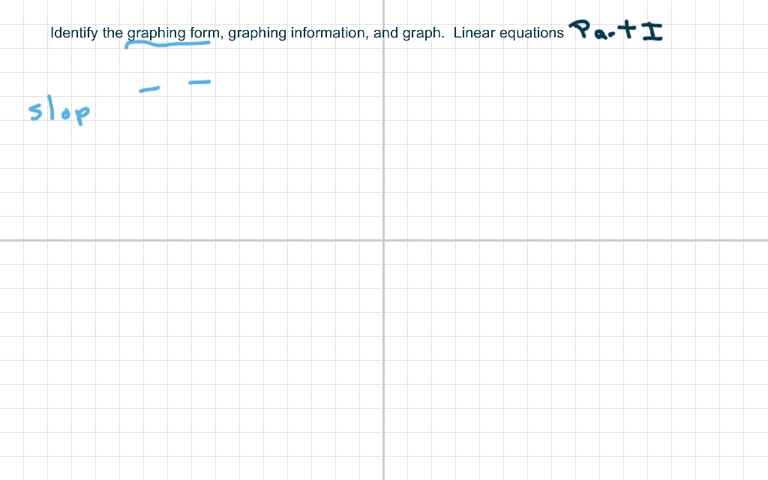 Identify the graphing form, graphing information, and graph. Linear equations Part I
slop